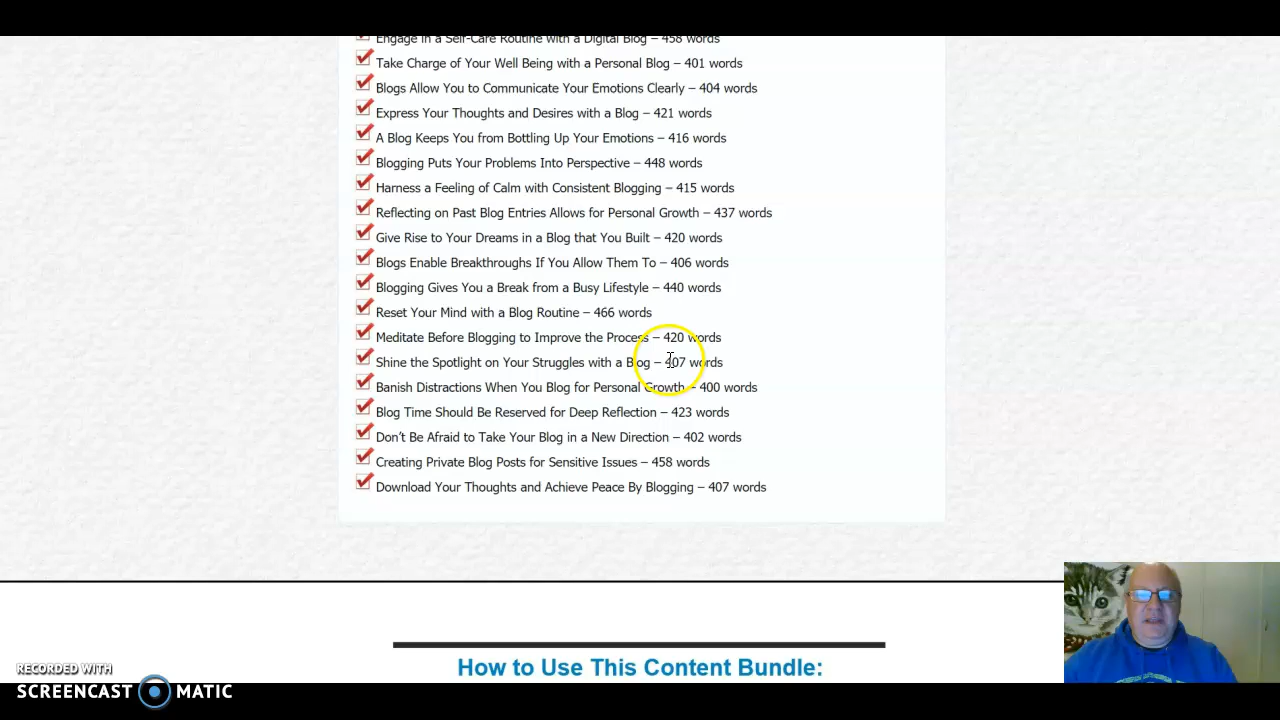 Engage in a Self-Care Routine with a Digital Blog – 458 words
Take Charge of Your Well Being with a Personal Blog – 401 words
Blogs Allow You to Communicate Your Emotions Clearly – 404 words
Express Your Thoughts and Desires with a Blog – 421 words
A Blog Keeps You from Bottling Up Your Emotions – 416 words
Blogging Puts Your Problems Into Perspective – 448 words
Harness a Feeling of Calm with Consistent Blogging – 415 words
Reflecting on Past Blog Entries Allows for Personal Growth – 437 words
Give Rise to Your Dreams in a Blog that You Built – 420 words
Blogs Enable Breakthroughs If You Allow Them To – 406 words
Blogging Gives You a Break from a Busy Lifestyle – 440 words
Reset Your Mind with a Blog Routine – 466 words
Meditate Before Blogging to Improve the Process – 420 words
Shine the Spotlight on Your Struggles with a Blog – 407 words
Banish Distractions When You Blog for Personal Growth – 400 words
Blog Time Should Be Reserved for Deep Reflection – 423 words
Don't Be Afraid to Take Your Blog in a New Direction – 402 words
Creating Private Blog Posts for Sensitive Issues – 458 words
Download Your Thoughts and Achieve Peace By Blogging – 407 words
How to Use This Content Bundle:
RECORDED WITH
SCREENCAST MATIC